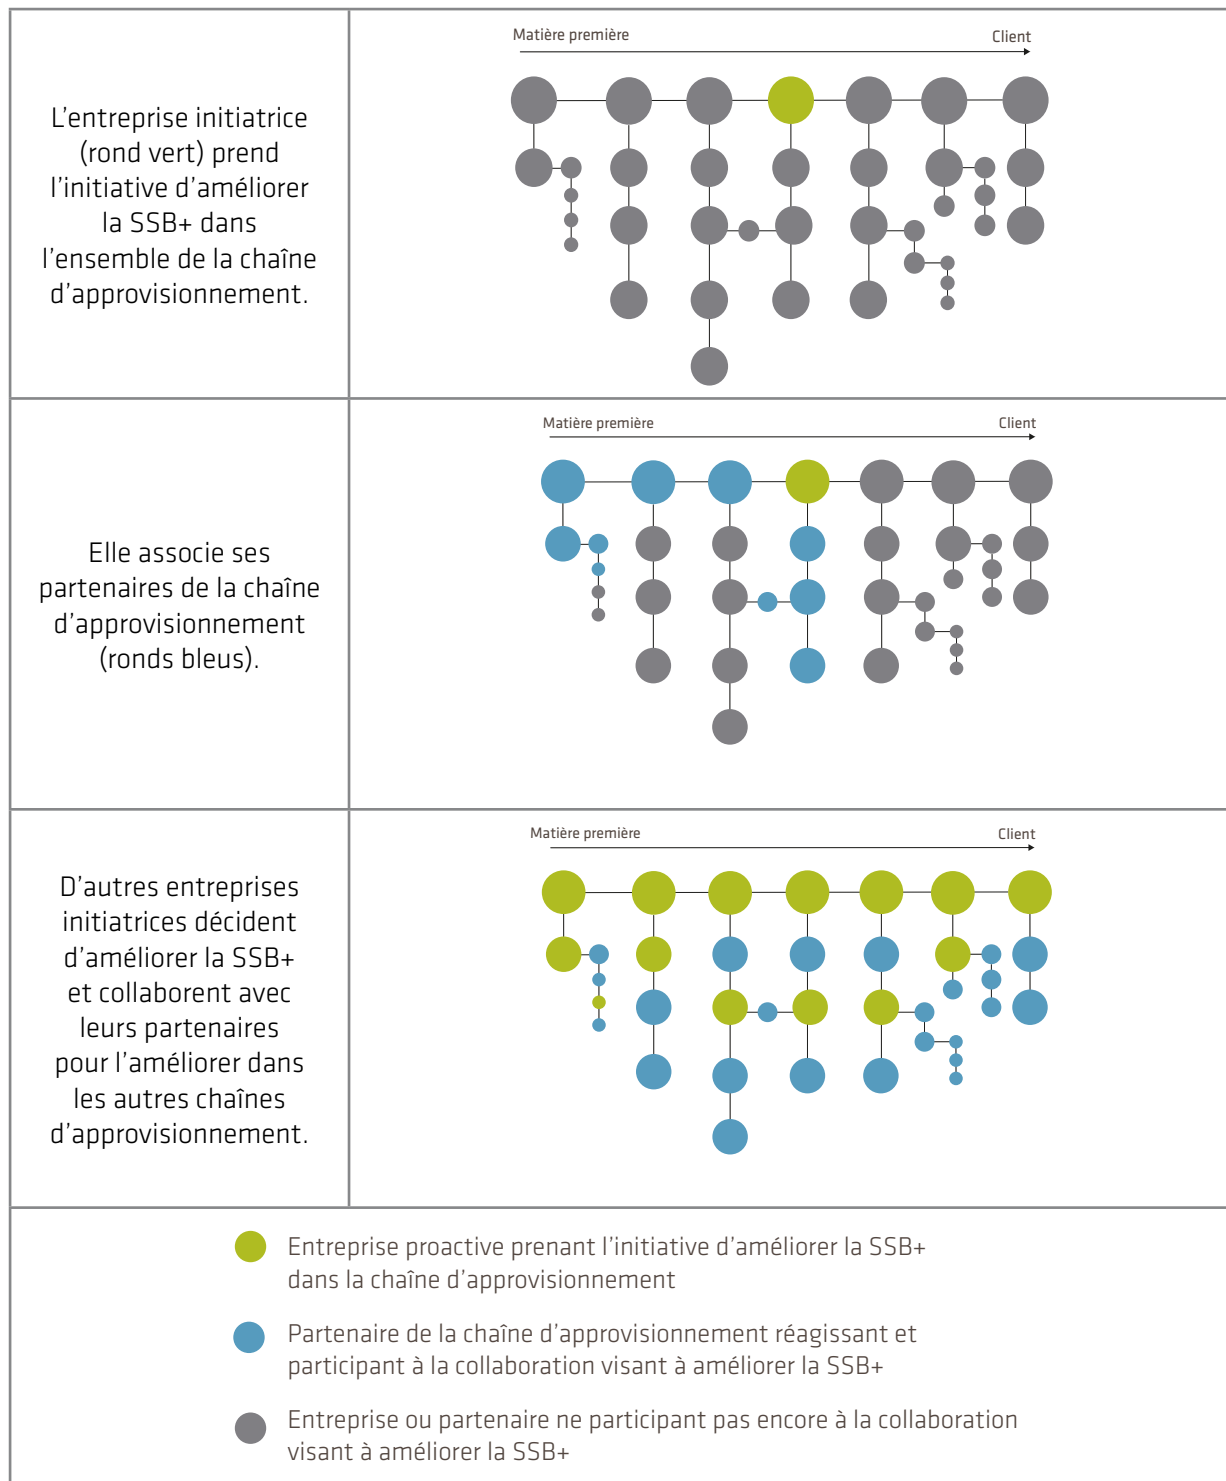 Matière première
Client
L'entreprise initiatrice
(rond vert) prend
l'initiative d'améliorer
la SSB+ dans
l'ensemble de la chaîne
d'approvisionnement.
Matière première
Client
Elle associe ses
partenaires de la chaîne
d'approvisionnement
(ronds bleus).
Matière première
Client
D'autres entreprises
initiatrices décident
d'améliorer la SSB+
et collaborent avec
leurs partenaires
pour l'améliorer dans
les autres chaînes
d'approvisionnement.
Entreprise proactive prenant l'initiative d'améliorer la SSB+
dans la chaîne d'approvisionnement
Partenaire de la chaîne d'approvisionnement réagissant et
participant à la collaboration visant à améliorer la SSB+
Entreprise ou partenaire ne participant pas encore à la collaboration
visant à améliorer la SSB+